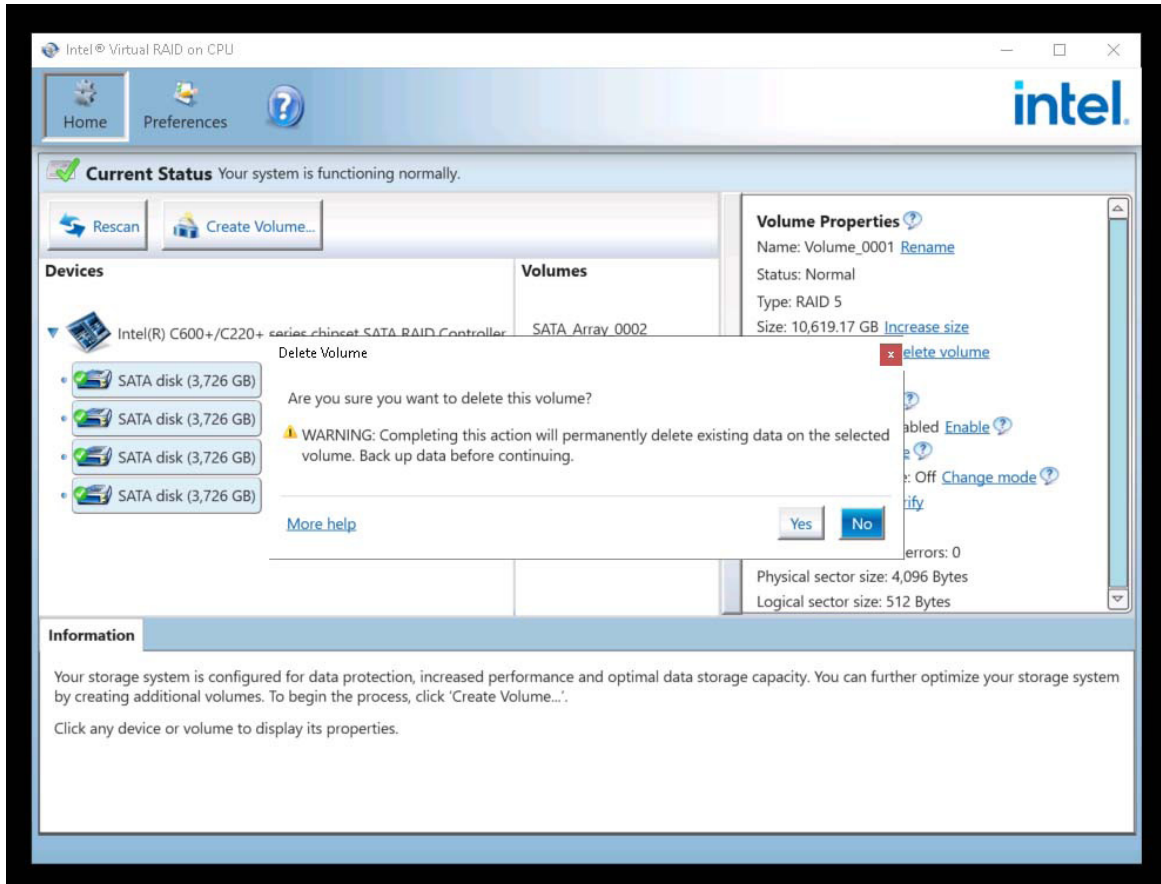 Intel® Virtual RAID on CPU
Home
Preferences
?
intel.
Current Status Your system is functioning normally.
Rescan
Create Volume...
Devices
Intel(R) C600+/C220+ series chipset SATA RAID Controller
SATA disk (3,726 GB)
SATA disk (3,726 GB)
SATA disk (3,726 GB)
SATA disk (3,726 GB)
Volumes
SATA_Array_0002
Volume Properties
Name: Volume_0001 Rename
Status: Normal
Type: RAID 5
Size: 10,619.17 GB Increase size
elete volume
abled Enable
: Off Change mode
rify
errors: 0
Physical sector size: 4,096 Bytes
Logical sector size: 512 Bytes
Delete Volume
x
Are you sure you want to delete this volume?
WARNING: Completing this action will permanently delete existing data on the selected
volume. Back up data before continuing.
More help
Yes
No
Information
Your storage system is configured for data protection, increased performance and optimal data storage capacity. You can further optimize your storage system
by creating additional volumes. To begin the process, click 'Create Volume...'.
Click any device or volume to display its properties.